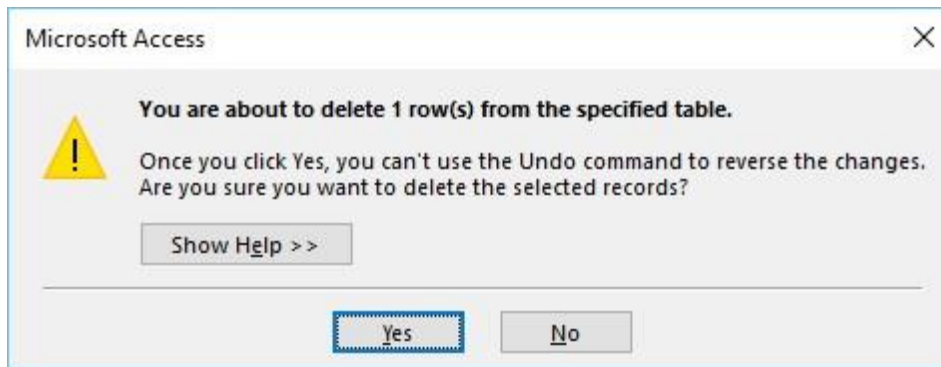 Microsoft Access
You are about to delete 1 row(s) from the specified table.
Once you click Yes, you can't use the Undo command to reverse the changes.
Are you sure you want to delete the selected records?
Show Help >>
Yes
No